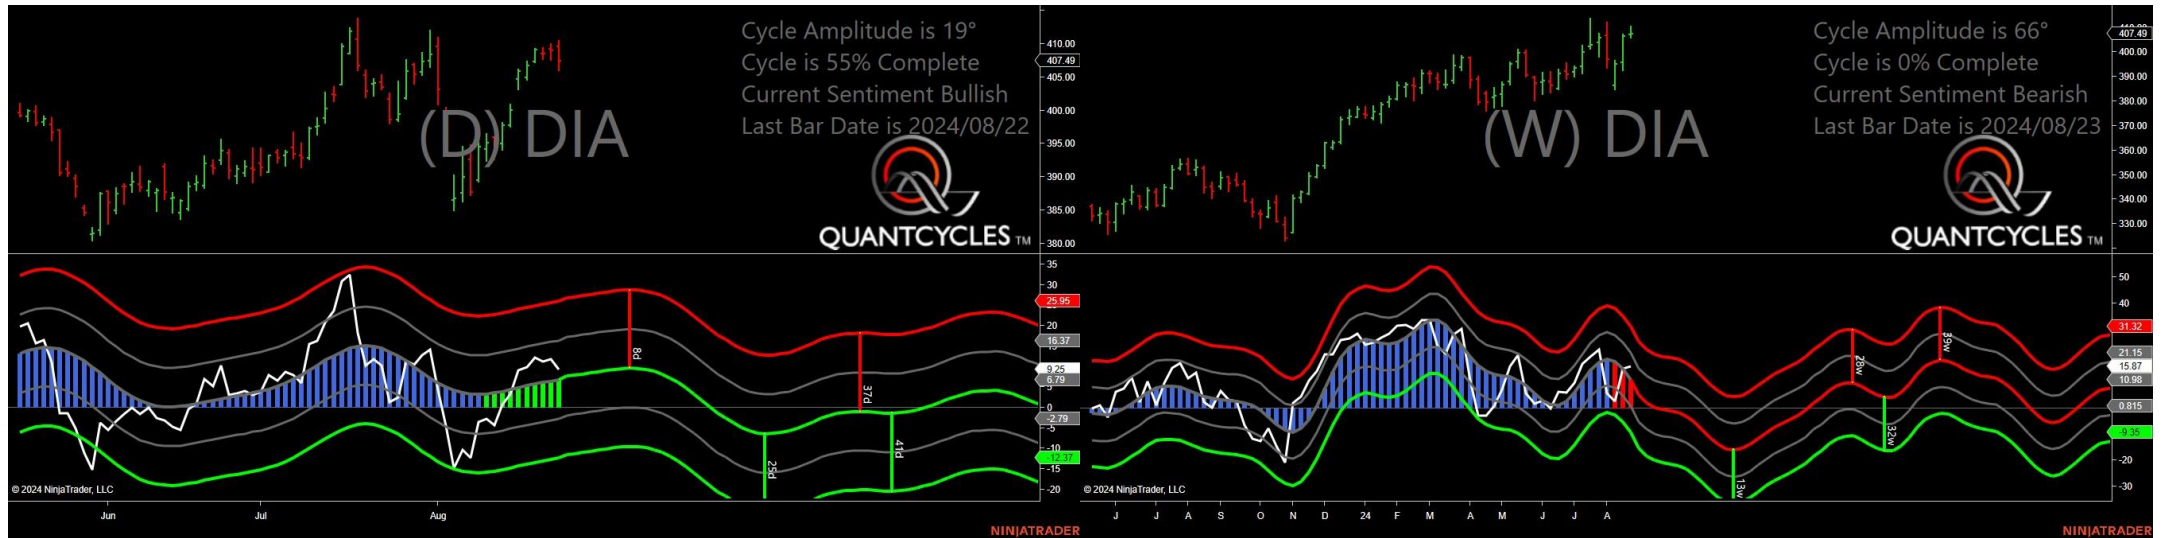 Cycle Amplitude is 19°
Cycle is 55% Complete
Current Sentiment Bullish
Last Bar Date is 2024/08/22
(D) DIA
QUANTCYCLES TM
410.00
407.49
405.00
400.00
395.00
390.00
385.00
380.00
35
30
25.95
20
16.37
9.25
6.79
5
0
-2.79
-5
-10
-12.37
-15
-20
8d
25d
37d
41d
© 2024 NinjaTrader, LLC
Jun
Jul
Aug
NINJATRADER
Cycle Amplitude is 66°
Cycle is 0% Complete
Current Sentiment Bearish
Last Bar Date is 2024/08/23
(W) DIA
QUANTCYCLES TM
410.00
407.49
400.00
390.00
380.00
370.00
360.00
350.00
340.00
330.00
50
40
31.32
21.15
15.87
10.98
0.815
-9.35
-20
-30
13w
28w
32w
39w
© 2024 NinjaTrader, LLC
J J A S O N D 24 F M A M J J A
NINJATRADER